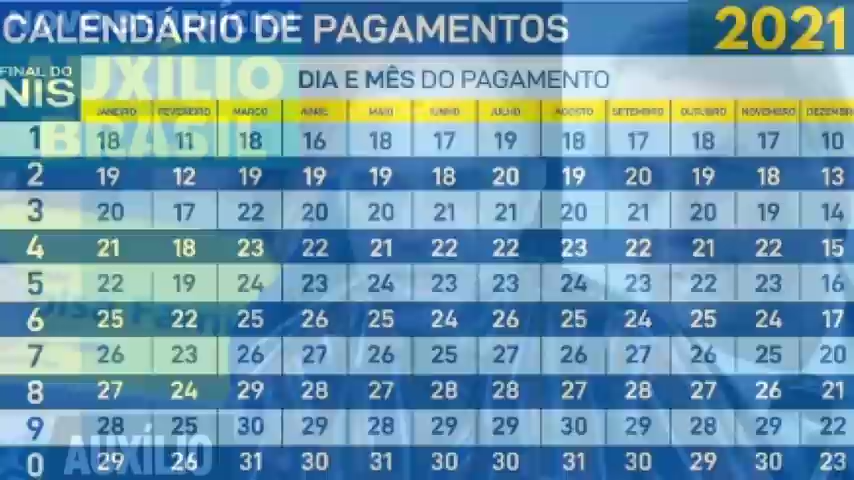 NOVO BENEFÍCIO!
CALENDÁRIO DE PAGAMENTOS 2021
FINAL DO NIS DIA E MÊS DO PAGAMENTO
AUXÍLIO
BRASIL
JANEIRO FEVEREIRO MARÇO ABRIL MAIO JUNHO JULHO AGOSTO SETEMBRO OUTUBRO NOVEMBRO DEZEMBRO
1 18 11 18 16 18 17 19 18 17 18 17 10
2 19 12 19 19 19 18 20 19 20 19 18 13
3 20 17 22 20 20 21 21 20 21 20 19 14
4 21 18 23 22 21 22 22 23 22 21 22 15
5 22 19 24 23 24 23 23 24 23 22 23 16
6 25 22 25 26 25 24 26 25 24 25 24 17
7 26 23 26 27 26 25 27 26 27 26 25 20
8 27 24 29 28 27 28 28 27 28 27 26 21
9 28 25 30 29 28 29 29 30 29 28 29 22
0 29 26 31 30 31 30 30 31 30 29 30 23
AUXÍLIO